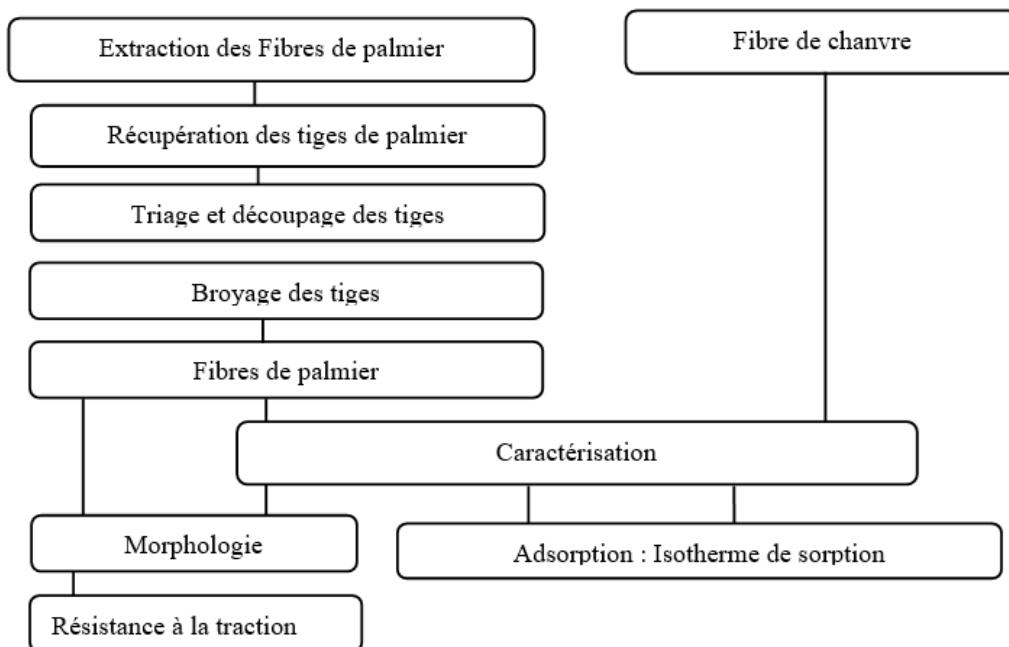 Extraction des Fibres de palmier
Fibre de chanvre
Récupération des tiges de palmier
Triage et découpage des tiges
Broyage des tiges
Fibres de palmier
Caractérisation
Morphologie
Adsorption : Isotherme de sorption
Résistance à la traction